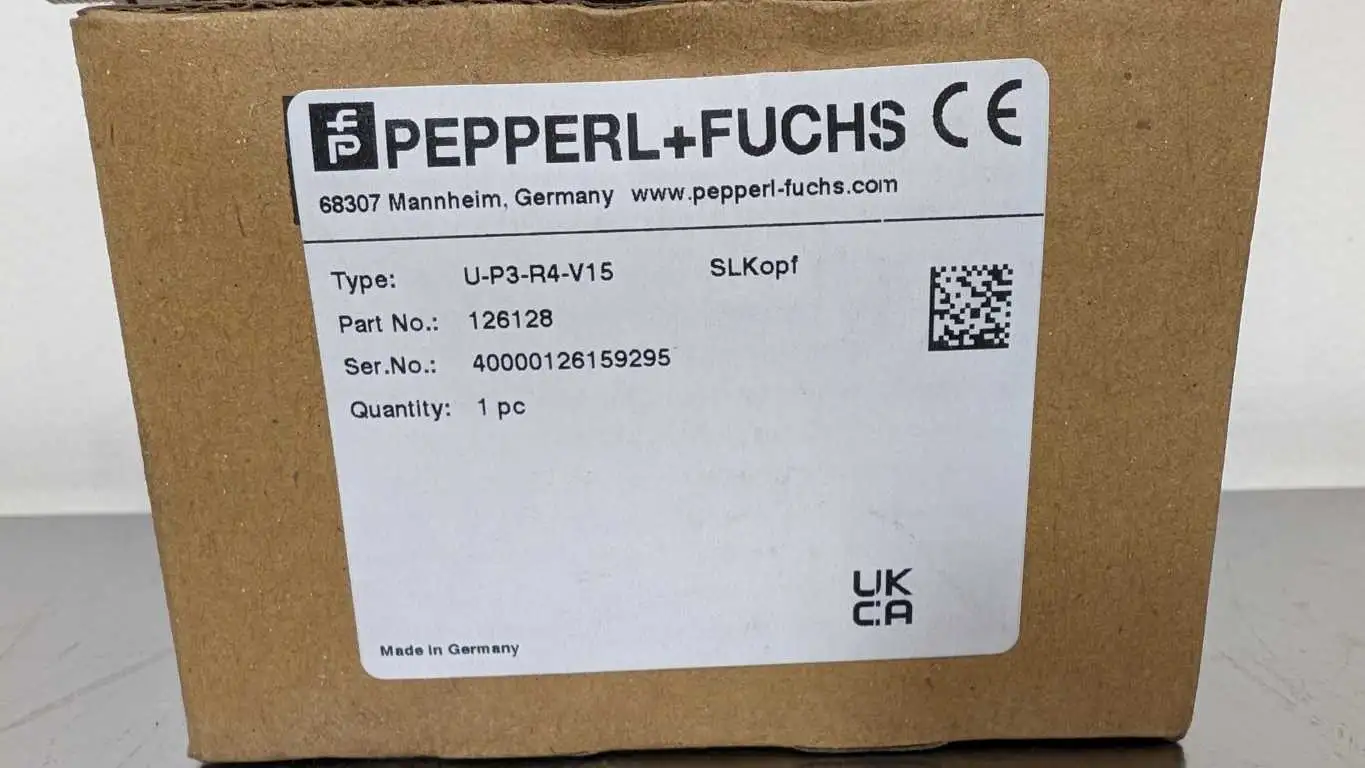 PEPPERL+FUCHS CE
68307 Mannheim, Germany www.pepperl-fuchs.com
Type: U-P3-R4-V15 SLKopf
Part No.: 126128
Ser.No.: 40000126159295
Quantity: 1 pc
UK
CA
Made in Germany